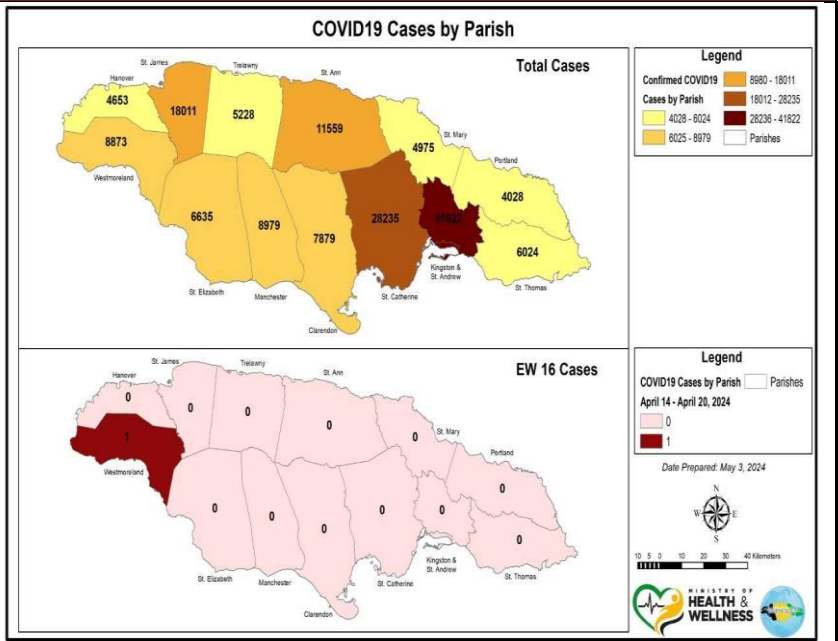 COVID19 Cases by Parish
Total Cases
St. James
Trelawny
St. Ann
Hanover
4653
18011
5228
11559
St. Mary
4975
Portland
8873
4028
Westmoreland
6635
8979
7879
28235
41822
6024
Kingston &
St. Andrew
St. Thomas
St. Elizabeth
Manchester
St. Catherine
Clarendon
Legend
Confirmed COVID19
Cases by Parish
4028 - 6024
6025 - 8979
8980 - 18011
18012 - 28235
28236 - 41822
Parishes
EW 16 Cases
St. James
Trelawny
St. Ann
Hanover
0
0
0
0
St. Mary
0
Portland
1
0
Westmoreland
0
0
0
0
0
0
Kingston &
St. Andrew
St. Thomas
St. Elizabeth
Manchester
St. Catherine
Clarendon
Legend
COVID19 Cases by Parish
Parishes
April 14 - April 20, 2024
0
1
Date Prepared: May 3, 2024
N
W
E
S
10 5 0 10 20 30 40 Kilometers
MINISTRY OF
HEALTH &
WELLNESS